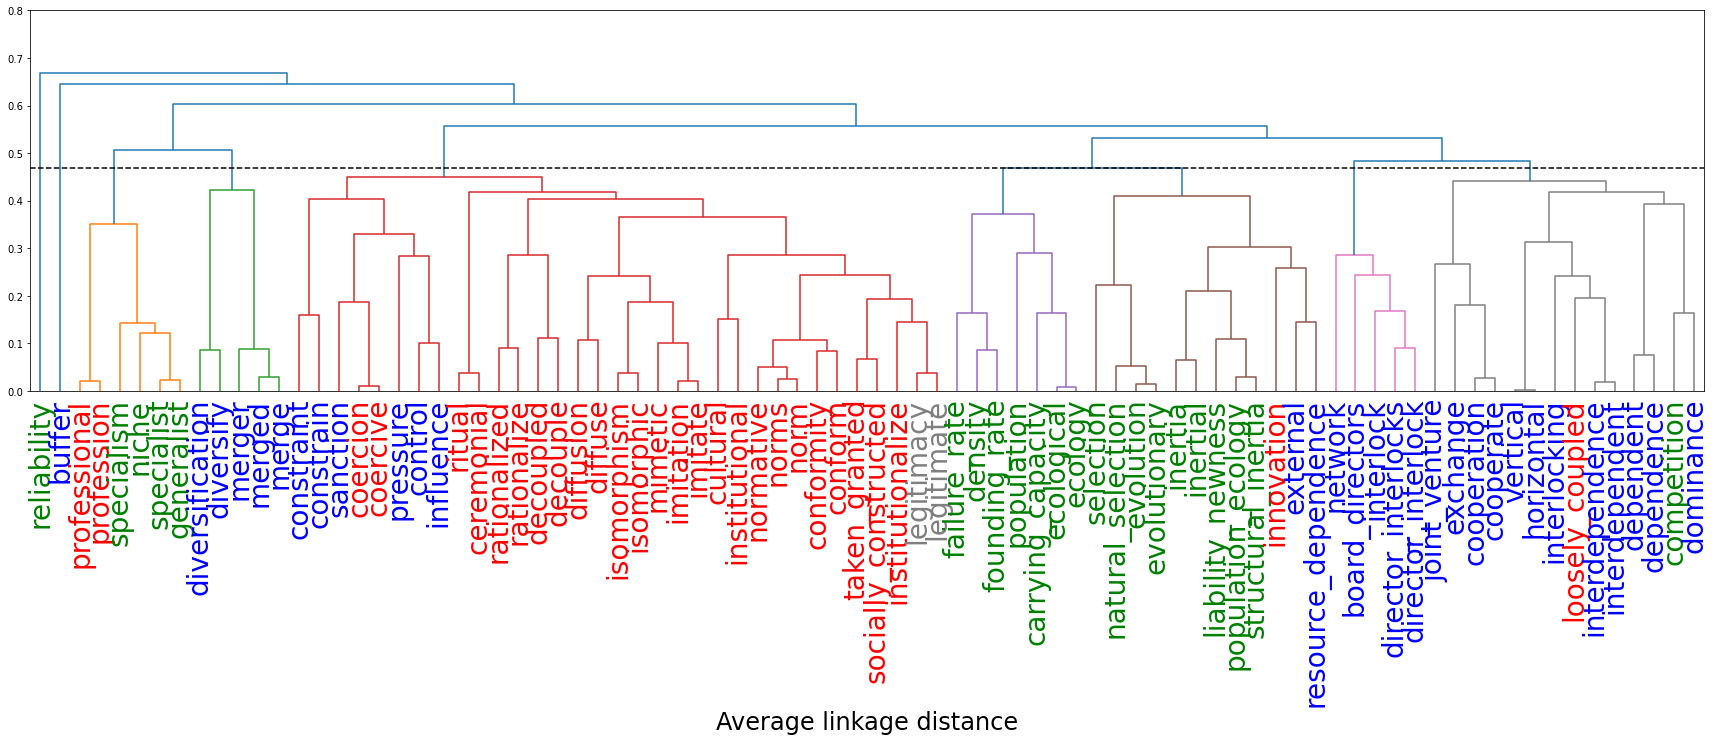 0.8
0.7
0.6
0.5
0.4
0.3
0.2
0.1
0.0
reliability
buffer
professional
profession
specialism
niche
specialist
generalist
diversification
diversify
merger
merged
merge
constraint
constrain
sanction
coercion
coercive
pressure
control
influence
ritual
ceremonial
rationalized
rationalize
decoupled
decouple
diffusion
diffuse
isomorphism
isomorphic
mimetic
imitation
imitate
cultural
institutional
normative
norms
norm
conformity
conform
taken_granted
socially_constructed
institutionalize
legitimacy
legitimate
failure_rate
density
founding_rate
population
carrying_capacity
ecological
ecology
selection
natural_selection
_evolution
evolutionary
inertia
inertial
liability_newness
population_ecology
structural_inertia
innovation
external
resource_dependence
network
board_directors
interlock
director_interlocks
director_interlock
joint_venture
exchange
cooperation
cooperate
vertical
horizontal
interlocking
loosely_coupled
interdependence
interdependent
dependent
dependence
competition
dominance
Average linkage distance